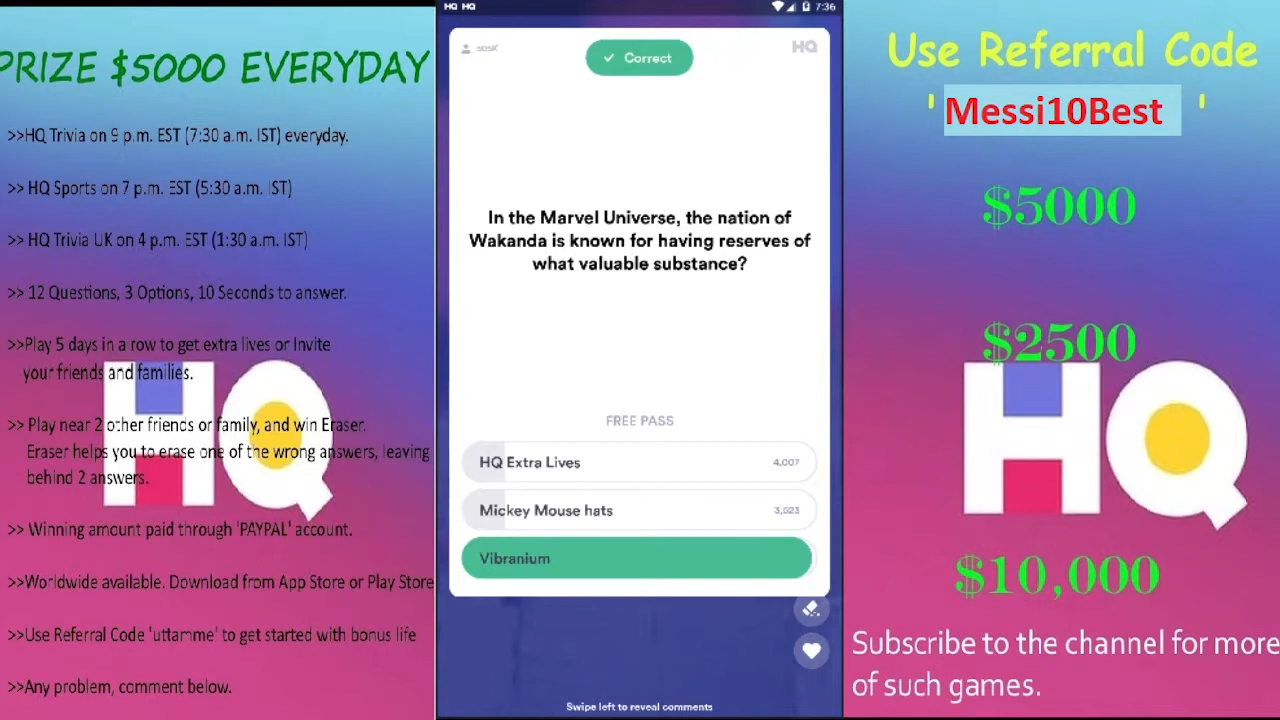 PRIZE $5000 EVERYDAY
>>HQ Trivia on 9 p.m. EST (7:30 a.m. IST) everyday.
>> HQ Sports on 7 p.m. EST (5:30 a.m. IST)
>> HQ Trivia UK on 4 p.m. EST (1:30 a.m. IST)
>> 12 Questions, 3 Options, 10 Seconds to answer.
>>Play 5 days in a row to get extra lives or Invite
your friends and families.
>> Play near 2 other friends or family, and win Eraser.
Eraser helps you to erase one of the wrong answers, leaving
behind 2 answers.
>> Winning amount paid through 'PAYPAL' account.
>>Worldwide available. Download from App Store or Play Store
>>Use Referral Code 'uttamme' to get started with bonus life
>>Any problem, comment below.
HQ
HQ HQ
7:36
HQ
Correct
In the Marvel Universe, the nation of
Wakanda is known for having reserves of
what valuable substance?
FREE PASS
HQ Extra Lives 4,007
Mickey Mouse hats 3,623
Vibranium
Swipe left to reveal comments
Use Referral Code
' Messi10Best '
$5000
$2500
HQ
$10,000
Subscribe to the channel for more
of such games.